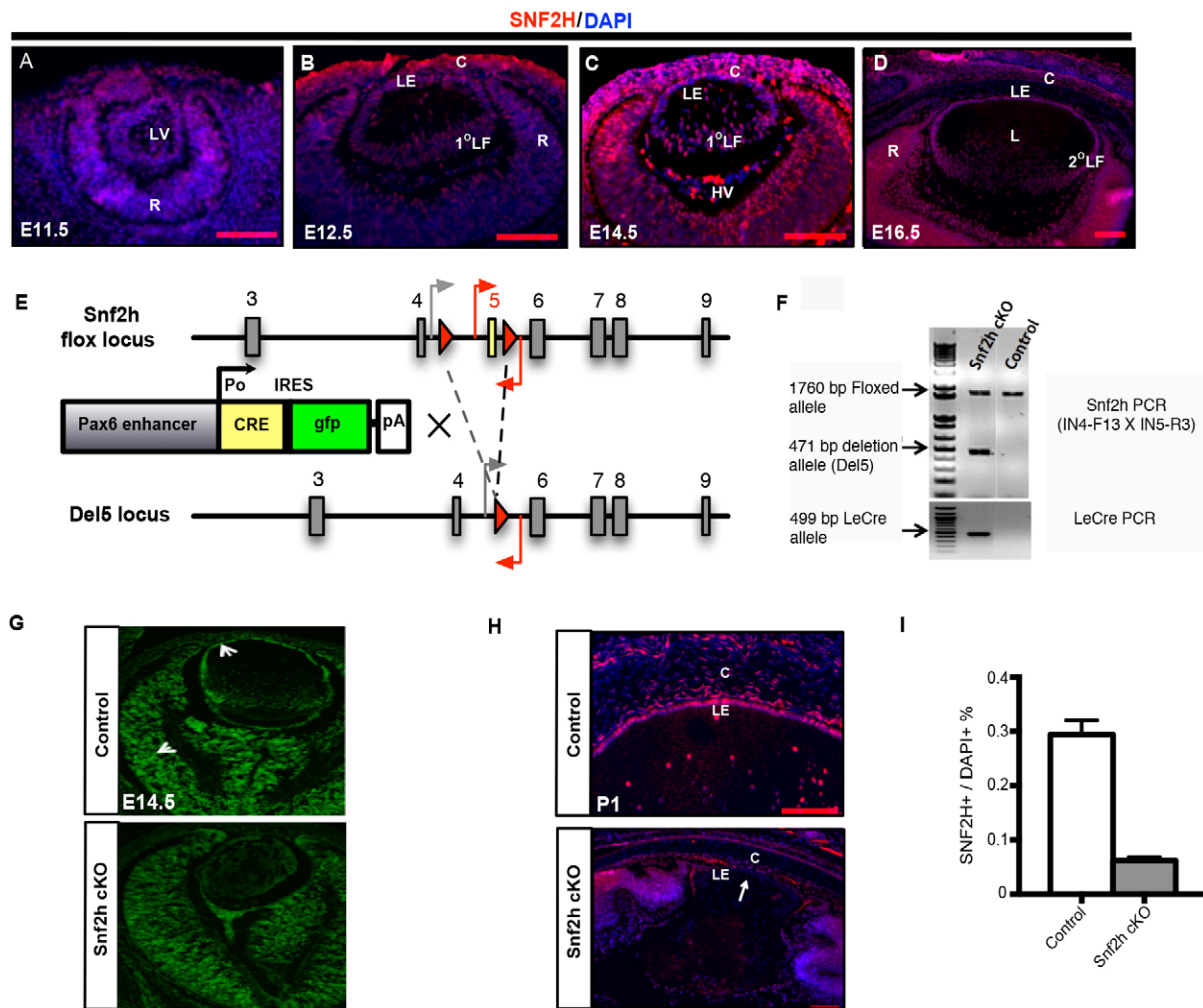 SNF2H/DAPI
A
LV
R
E11.5
B
C
LE
1°LF
R
E12.5
C
C
LE
1°LF
HV
E14.5
D
C
LE
R
L
2°LF
E16.5
E
Snf2h
flox locus
3
4
5
6
7
8
9
Po
IRES
Pax6 enhancer
CRE
gfp
pA
Del5 locus
3
4
6
7
8
9
F
Snf2h cKO
Control
1760 bp Floxed
allele
471 bp deletion
allele (Del5)
499 bp LeCre
allele
Snf2h PCR
(IN4-F13 X IN5-R3)
LeCre PCR
G
Control
E14.5
Snf2h cKO
H
Control
C
LE
P1
Snf2h cKO
C
LE
I
SNF2H+ / DAPI+ %
0.4
0.3
0.2
0.1
0
Control
Snf2h cKO